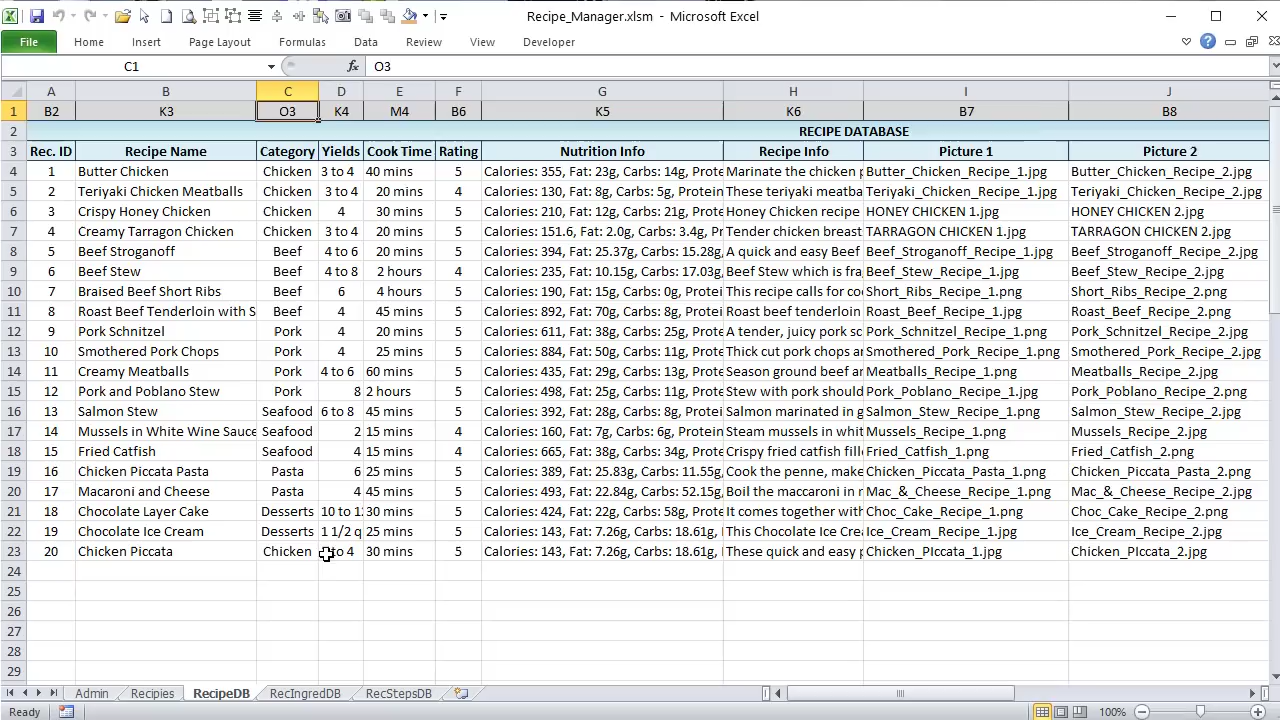 Recipe_Manager.xlsm - Microsoft Excel
File Home Insert Page Layout Formulas Data Review View Developer
C1 fx O3
A B C D E F G H I J
1 B2 K3 O3 K4 M4 B6 K5 K6 B7 B8
2 RECIPE DATABASE
3 Rec. ID Recipe Name Category Yields Cook Time Rating Nutrition Info Recipe Info Picture 1 Picture 2
4 1 Butter Chicken Chicken 3 to 4 40 mins 5 Calories: 355, Fat: 23g, Carbs: 14g, Prote Marinate the chicken p Butter_Chicken_Recipe_1.jpg Butter_Chicken_Recipe_2.jpg
5 2 Teriyaki Chicken Meatballs Chicken 3 to 4 20 mins 4 Calories: 130, Fat: 8g, Carbs: 5g, Protein These teriyaki meatba Teriyaki_Chicken_Recipe_1.jpg Teriyaki_Chicken_Recipe_2.jpg
6 3 Crispy Honey Chicken Chicken 4 30 mins 5 Calories: 210, Fat: 12g, Carbs: 21g, Prote Honey Chicken recipe HONEY CHICKEN 1.jpg HONEY CHICKEN 2.jpg
7 4 Creamy Tarragon Chicken Chicken 3 to 4 20 mins 5 Calories: 151.6, Fat: 2.0g, Carbs: 3.4g, Pr Tender chicken breast TARRAGON CHICKEN 1.jpg TARRAGON CHICKEN 2.jpg
8 5 Beef Stroganoff Beef 4 to 6 20 mins 5 Calories: 394, Fat: 25.37g, Carbs: 15.28g: A quick and easy Beef Beef_Stroganoff_Recipe_1.jpg Beef_Stroganoff_Recipe_2.jpg
9 6 Beef Stew Beef 4 to 8 2 hours 4 Calories: 235, Fat: 10.15g, Carbs: 17.03g: Beef Stew which is fra Beef_Stew_Recipe_1.jpg Beef_Stew_Recipe_2.jpg
10 7 Braised Beef Short Ribs Beef 6 4 hours 5 Calories: 190, Fat: 15g, Carbs: 0g, Protein This recipe calls for co Short_Ribs_Recipe_1.png Short_Ribs_Recipe_2.png
11 8 Roast Beef Tenderloin with S Beef 4 45 mins 5 Calories: 892, Fat: 70g, Carbs: 8g, Protein Roast beef tenderloin Roast_Beef_Recipe_1.jpg Roast_Beef_Recipe_2.png
12 9 Pork Schnitzel Pork 4 20 mins 5 Calories: 611, Fat: 38g, Carbs: 25g, Prote A tender, juicy pork sc Pork_Schnitzel_Recipe_1.png Pork_Schnitzel_Recipe_2.jpg
13 10 Smothered Pork Chops Pork 4 25 mins 5 Calories: 884, Fat: 50g, Carbs: 11g, Prote Thick cut pork chops a Smothered_Pork_Recipe_1.png Smothered_Pork_Recipe_2.jpg
14 11 Creamy Meatballs Pork 4 to 6 60 mins 5 Calories: 435, Fat: 29g, Carbs: 13g, Prote Season ground beef a Meatballs_Recipe_1.png Meatballs_Recipe_2.jpg
15 12 Pork and Poblano Stew Pork 8 2 hours 5 Calories: 498, Fat: 25g, Carbs: 11g, Prote Stew with pork should Pork_Poblano_Recipe_1.jpg Pork_Poblano_Recipe_2.png
16 13 Salmon Stew Seafood 6 to 8 45 mins 5 Calories: 392, Fat: 28g, Carbs: 8g, Protei Salmon marinated in g Salmon_Stew_Recipe_1.png Salmon_Stew_Recipe_2.jpg
17 14 Mussels in White Wine Sauce Seafood 2 15 mins 4 Calories: 160, Fat: 7g, Carbs: 6g, Protein Steam mussels in whit Mussels_Recipe_1.png Mussels_Recipe_2.jpg
18 15 Fried Catfish Seafood 4 15 mins 4 Calories: 665, Fat: 38g, Carbs: 34g, Prote Crispy fried catfish fill Fried_Catfish_1.png Fried_Catfish_2.png
19 16 Chicken Piccata Pasta Pasta 6 25 mins 5 Calories: 389, Fat: 25.83g, Carbs: 11.55g: Cook the penne, make Chicken_Piccata_Pasta_1.png Chicken_Piccata_Pasta_2.png
20 17 Macaroni and Cheese Pasta 4 45 mins 5 Calories: 493, Fat: 22.84g, Carbs: 52.15g, Boil the maccaroni in m Mac_&_Cheese_Recipe_1.png Mac_&_Cheese_Recipe_2.jpg
21 18 Chocolate Layer Cake Desserts 10 to 1 30 mins 5 Calories: 424, Fat: 22g, Carbs: 58g, Prote It comes together with Choc_Cake_Recipe_1.png Choc_Cake_Recipe_2.png
22 19 Chocolate Ice Cream Desserts 1 1/2 q 25 mins 5 Calories: 143, Fat: 7.26g, Carbs: 18.61g, This Chocolate Ice Cre Ice_Cream_Recipe_1.jpg Ice_Cream_Recipe_2.jpg
23 20 Chicken Piccata Chicken to 4 30 mins 5 Calories: 143, Fat: 7.26g, Carbs: 18.61g, These quick and easy p Chicken_PIccata_1.jpg Chicken_PIccata_2.jpg
24
25
26
27
28
29
Admin Recipies RecipeDB RecIngredDB RecStepsDB
Ready 100%